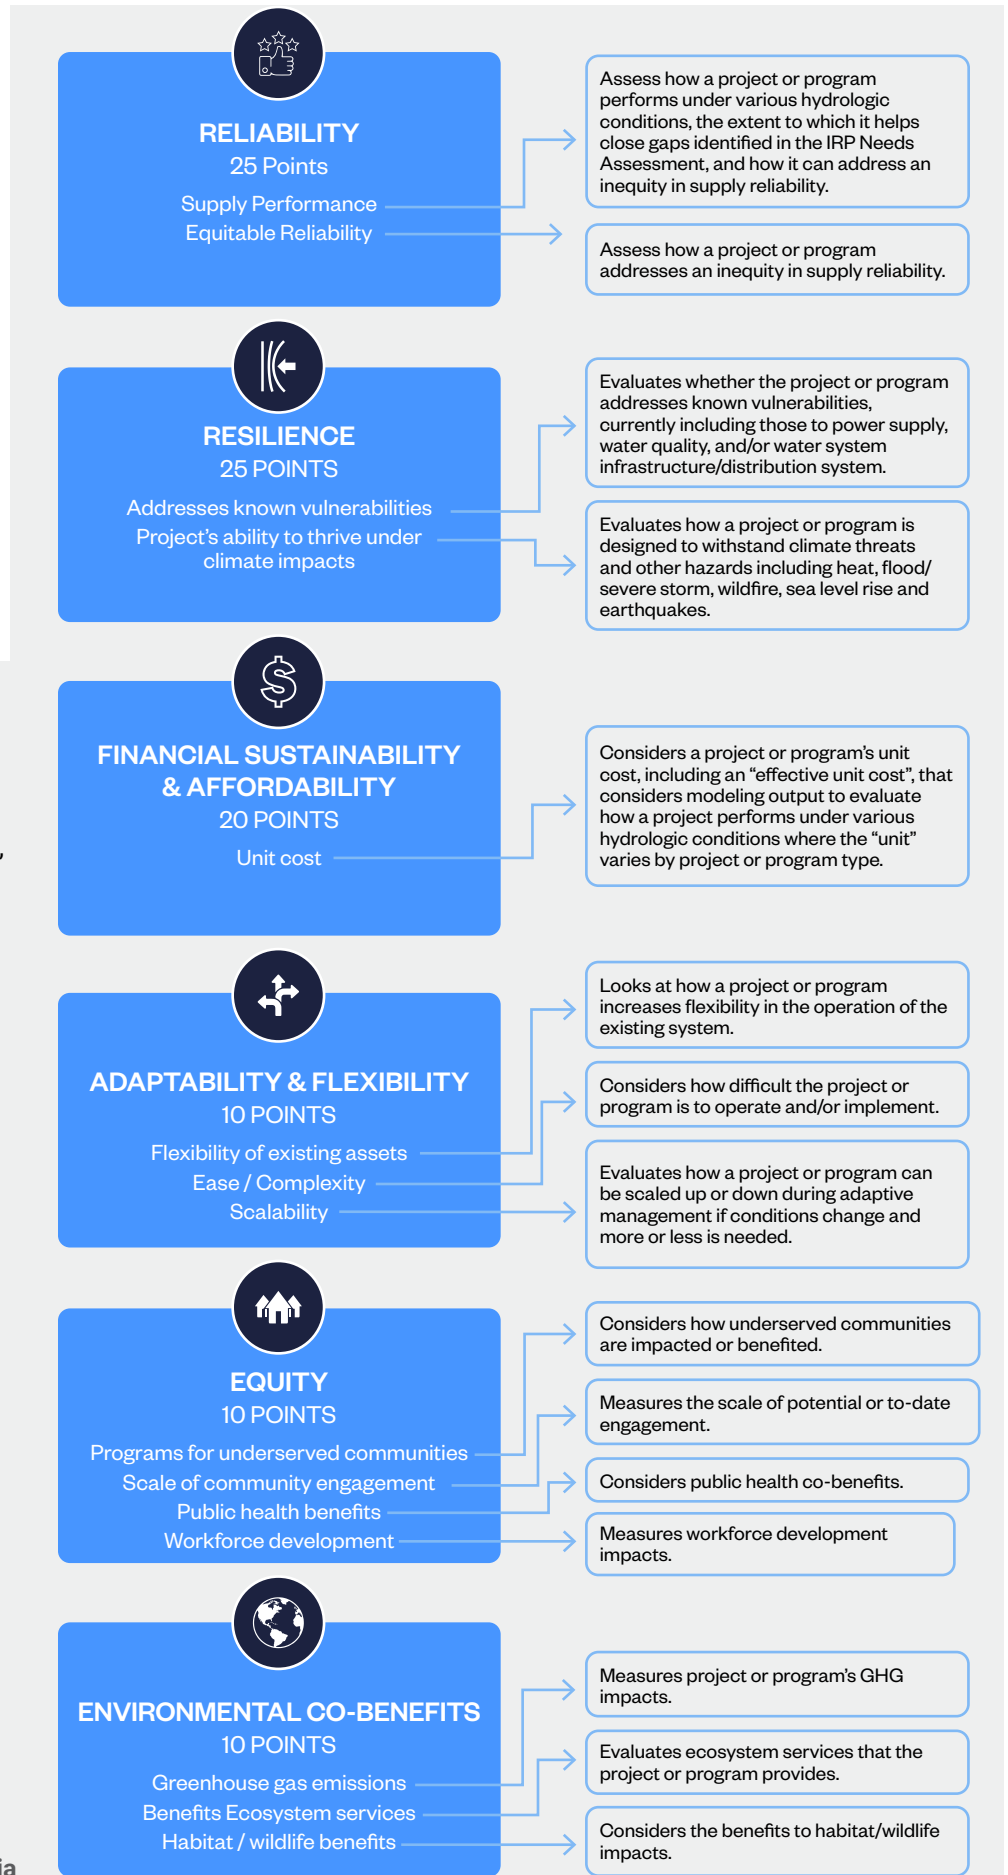 RELIABILITY
25 Points
Supply Performance
Equitable Reliability
Assess how a project or program
performs under various hydrologic
conditions, the extent to which it helps
close gaps identified in the IRP Needs
Assessment, and how it can address an
inequity in supply reliability.
Assess how a project or program
addresses an inequity in supply reliability.
RESILIENCE
25 POINTS
Addresses known vulnerabilities
Project’s ability to thrive under
climate impacts
Evaluates whether the project or program
addresses known vulnerabilities,
currently including those to power supply,
water quality, and/or water system
infrastructure/distribution system.
Evaluates how a project or program is
designed to withstand climate threats
and other hazards including heat, flood/
severe storm, wildfire, sea level rise and
earthquakes.
FINANCIAL SUSTAINABILITY
& AFFORDABILITY
20 POINTS
Unit cost
Considers a project or program’s unit
cost, including an “effective unit cost”, that
considers modeling output to evaluate
how a project performs under various
hydrologic conditions where the “unit”
varies by project or program type.
,
ADAPTABILITY & FLEXIBILITY
10 POINTS
Flexibility of existing assets
Ease / Complexity
Scalability
Looks at how a project or program
increases flexibility in the operation of the
existing system.
Considers how difficult the project or
program is to operate and/or implement.
Evaluates how a project or program can
be scaled up or down during adaptive
management if conditions change and
more or less is needed.
EQUITY
10 POINTS
Programs for underserved communities
Scale of community engagement
Public health benefits
Workforce development
Considers how underserved communities
are impacted or benefited.
Measures the scale of potential or to-date
engagement.
Considers public health co-benefits.
Measures workforce development
impacts.
ENVIRONMENTAL CO-BENEFITS
10 POINTS
Greenhouse gas emissions
Benefits Ecosystem services
Habitat / wildlife benefits
Measures project or program’s GHG
impacts.
Evaluates ecosystem services that the
project or program provides.
Considers the benefits to habitat/wildlife
impacts.
ia